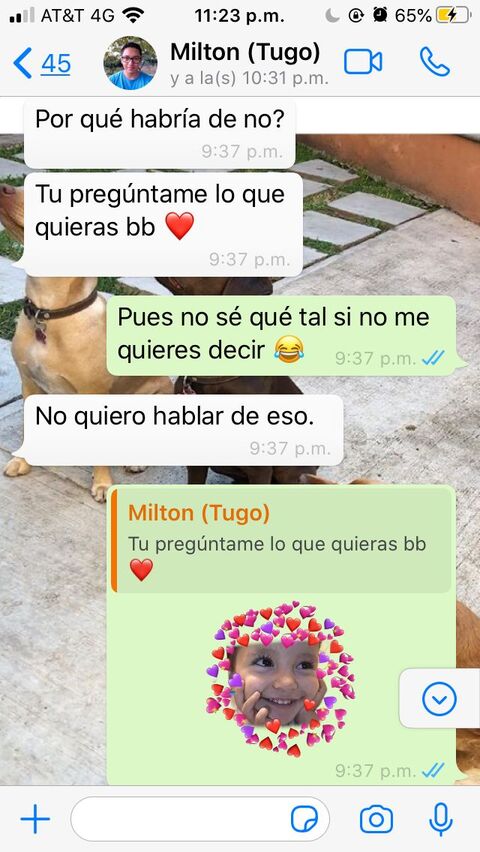 AT&T 4G 11:23 p.m. 65%
45 Milton (Tugo)
y a la(s) 10:31 p.m.
Por qué habría de no?
9:37 p.m.
Tu pregúntame lo que
quieras bb ❤️
9:37 p.m.
Pues no sé qué tal si no me
quieres decir 😂 9:37 p.m.
No quiero hablar de eso.
9:37 p.m.
Milton (Tugo)
Tu pregúntame lo que quieras bb
❤️
9:37 p.m.